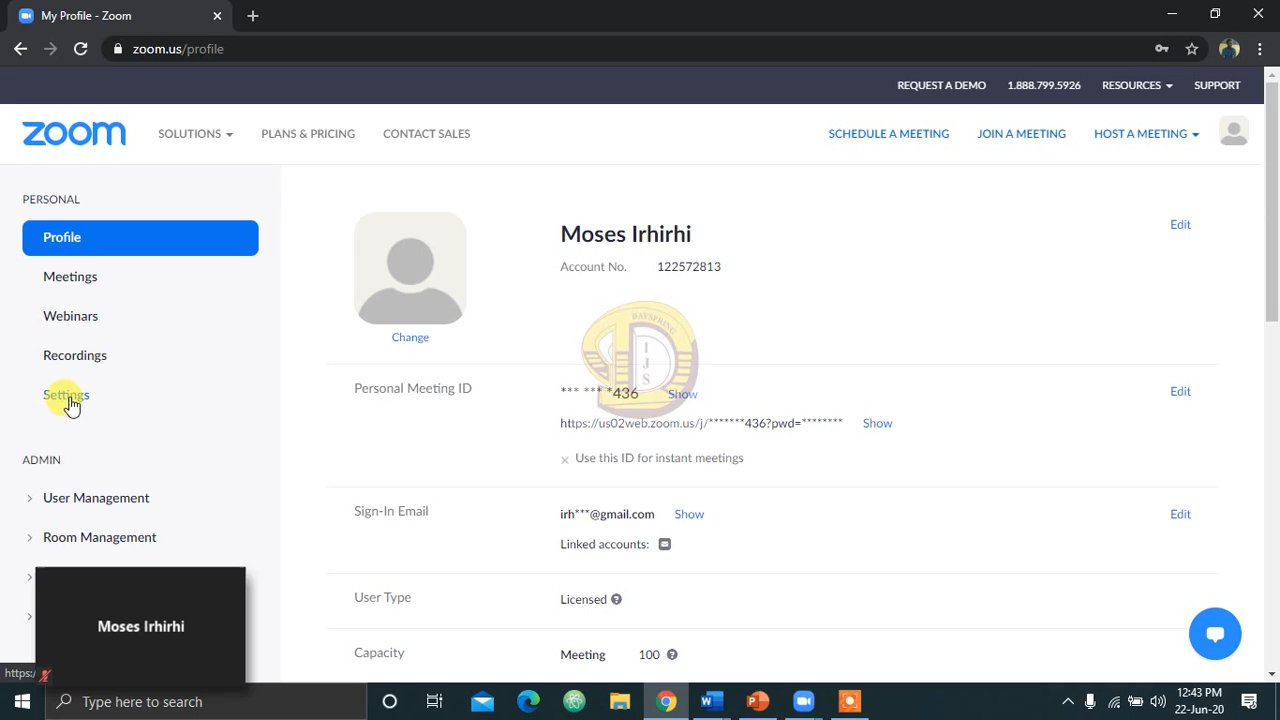 My Profile - Zoom
zoom.us/profile
REQUEST A DEMO 1.888.799.5926 RESOURCES SUPPORT
zoom SOLUTIONS PLANS & PRICING CONTACT SALES SCHEDULE A MEETING JOIN A MEETING HOST A MEETING
PERSONAL
Profile
Meetings
Webinars
Recordings
Settings
ADMIN
User Management
Room Management
Moses Irhirhi
https:/
Change
Moses Irhirhi
Edit
Account No. 122572813
DAYSPRING
IJS
Personal Meeting ID *** *** *436 Show Edit
https://us02web.zoom.us/j/*******436?pwd=******** Show
Use this ID for instant meetings
Sign-In Email irh***@gmail.com Show Edit
Linked accounts:
User Type Licensed
Capacity Meeting 100
Type here to search
12:43 PM
22-Jun-20